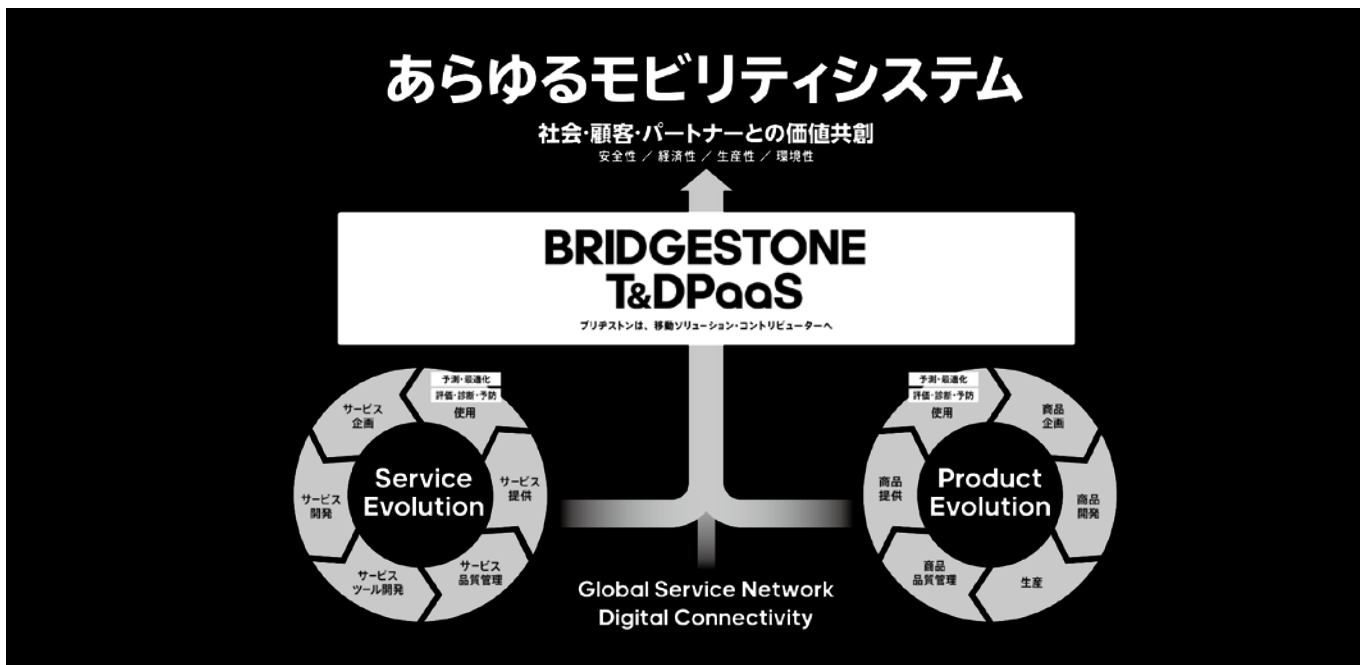 あらゆるモビリティシステム
社会・顧客・パートナーとの価値共創
安全性 ／ 経済性 ／ 生産性 ／ 環境性
BRIDGESTONE
T&DPaaS
ブリヂストンは、移動ソリューション・コントリビューターへ
予測・最適化
評価・診断・予防
使用
サービス
企画
サービス
提供
サービス
開発
Service
Evolution
サービス
品質管理
サービス
ツール開発
予測・最適化
評価・診断・予防
使用
商品
企画
商品
提供
Product
Evolution
商品
開発
商品
品質管理
生産
Global Service Network
Digital Connectivity